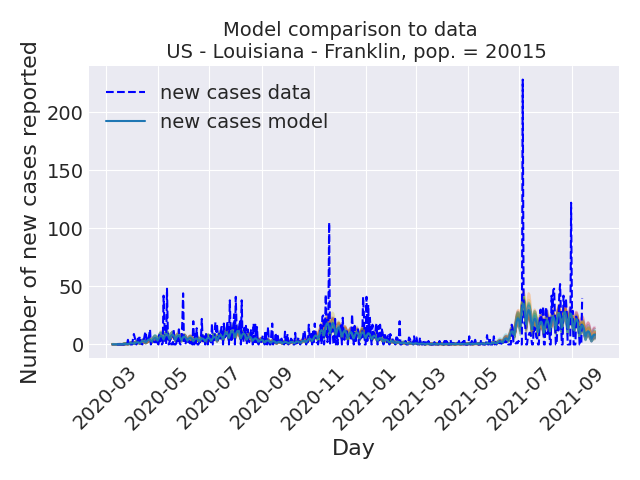 Model comparison to data
US - Louisiana - Franklin, pop. = 20015
Number of new cases reported
200
150
100
50
0
new cases data
new cases model
2020-03
2020-05
2020-07
2020-09
2020-11
2021-01
2021-03
2021-05
2021-07
2021-09
Day